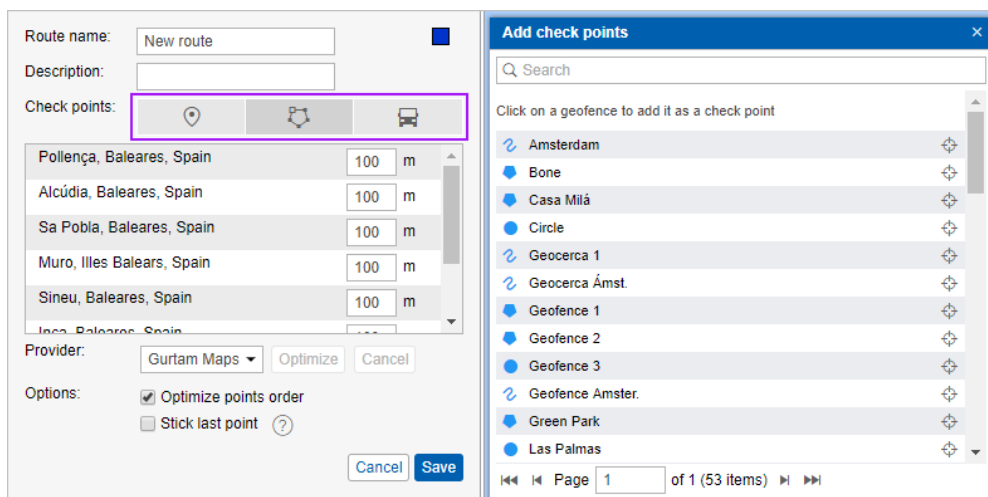 Route name: New route
Description:
Check points:
Pollença, Baleares, Spain 100 m
Alcúdia, Baleares, Spain 100 m
Sa Pobla, Baleares, Spain 100 m
Muro, Illes Balears, Spain 100 m
Sineu, Baleares, Spain 100 m
Inca, Baleares, Spain
Provider: Gurtam Maps Optimize Cancel
Options: Optimize points order
Stick last point ?
Cancel Save
Add check points ×
Search
Click on a geofence to add it as a check point
Amsterdam
Bone
Casa Milá
Circle
Geocerca 1
Geocerca Ámst.
Geofence 1
Geofence 2
Geofence 3
Geofence Amster.
Green Park
Las Palmas
Page 1 of 1 (53 items)